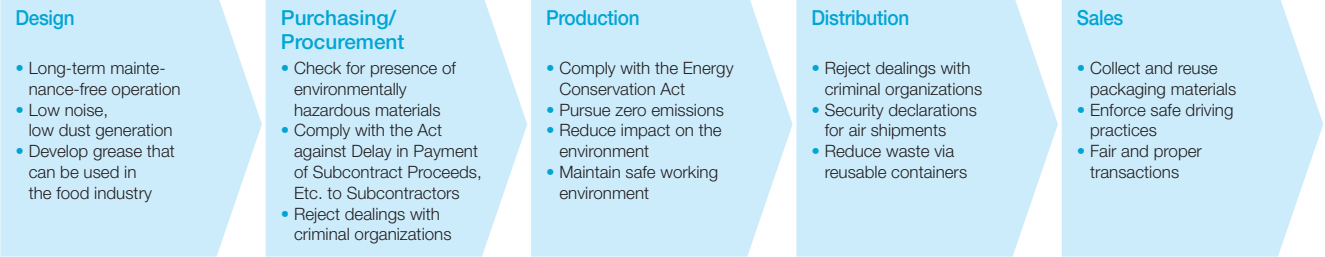 Design
• Long-term mainte-
nance-free operation
• Low noise,
low dust generation
• Develop grease that
can be used in
the food industry
Purchasing/
Procurement
• Check for presence of
environmentally
hazardous materials
• Comply with the Act
against Delay in Payment
of Subcontract Proceeds,
Etc. to Subcontractors
• Reject dealings with
criminal organizations
Production
• Comply with the Energy
Conservation Act
• Pursue zero emissions
• Reduce impact on the
environment
• Maintain safe working
environment
Distribution
• Reject dealings with
criminal organizations
• Security declarations
for air shipments
• Reduce waste via
reusable containers
Sales
• Collect and reuse
packaging materials
• Enforce safe driving
practices
• Fair and proper
transactions